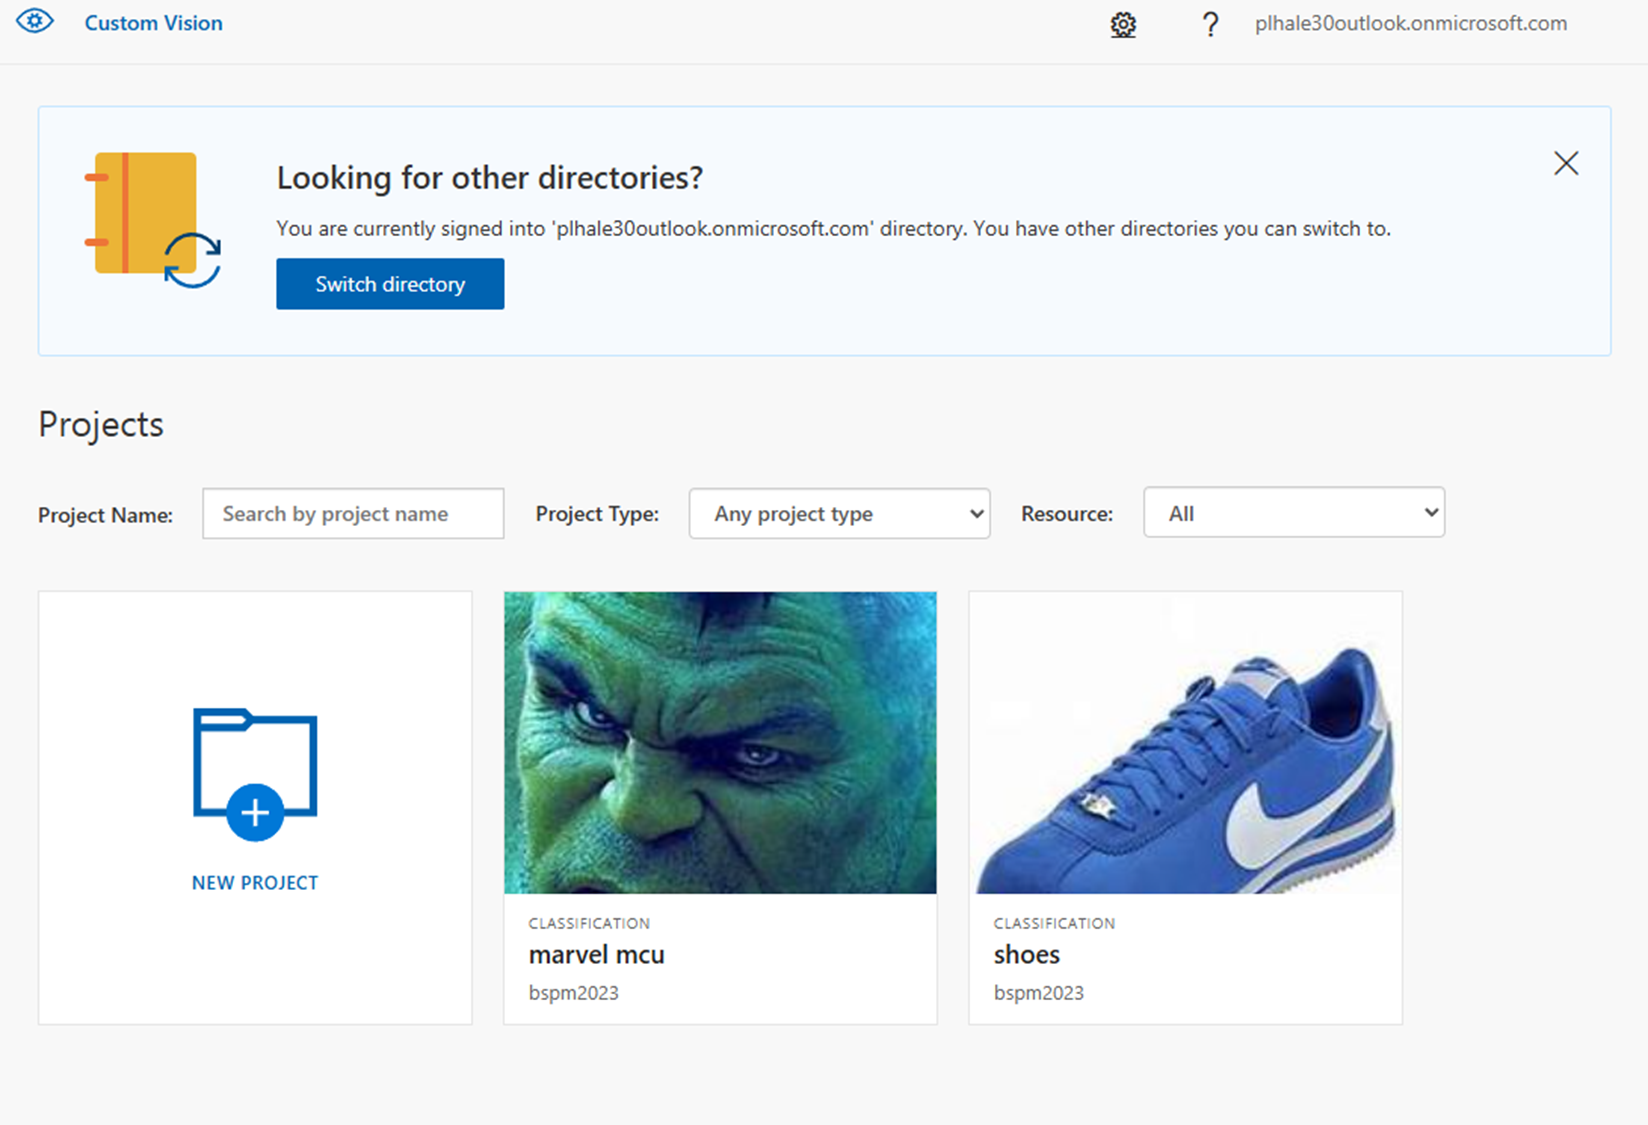 Custom Vision
? plhale30outlook.onmicrosoft.com
Looking for other directories?
You are currently signed into 'plhale30outlook.onmicrosoft.com' directory. You have other directories you can switch to.
Switch directory
Projects
Project Name: Search by project name Project Type: Any project type Resource: All
NEW PROJECT
CLASSIFICATION
marvel mcu
bspm2023
CLASSIFICATION
shoes
bspm2023